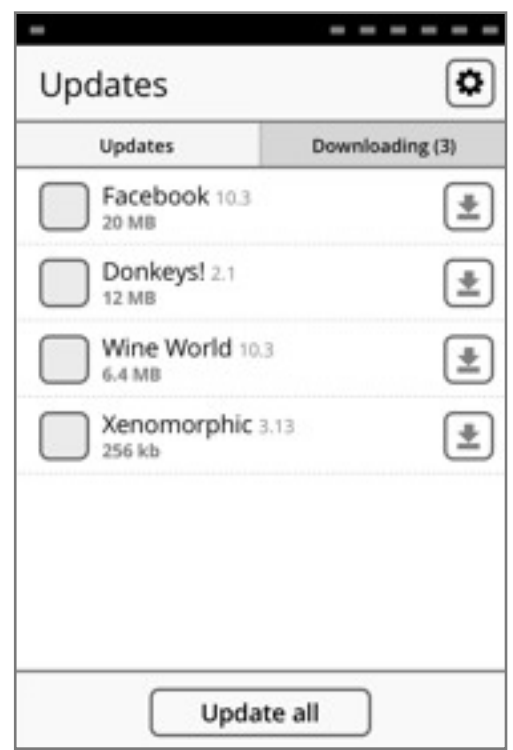 Updates
Updates Downloading (3)
Facebook 10.3
20 MB
Donkeys! 2.1
12 MB
Wine World 10.3
6.4 MB
Xenomorphic 3.13
256 kb
Update all